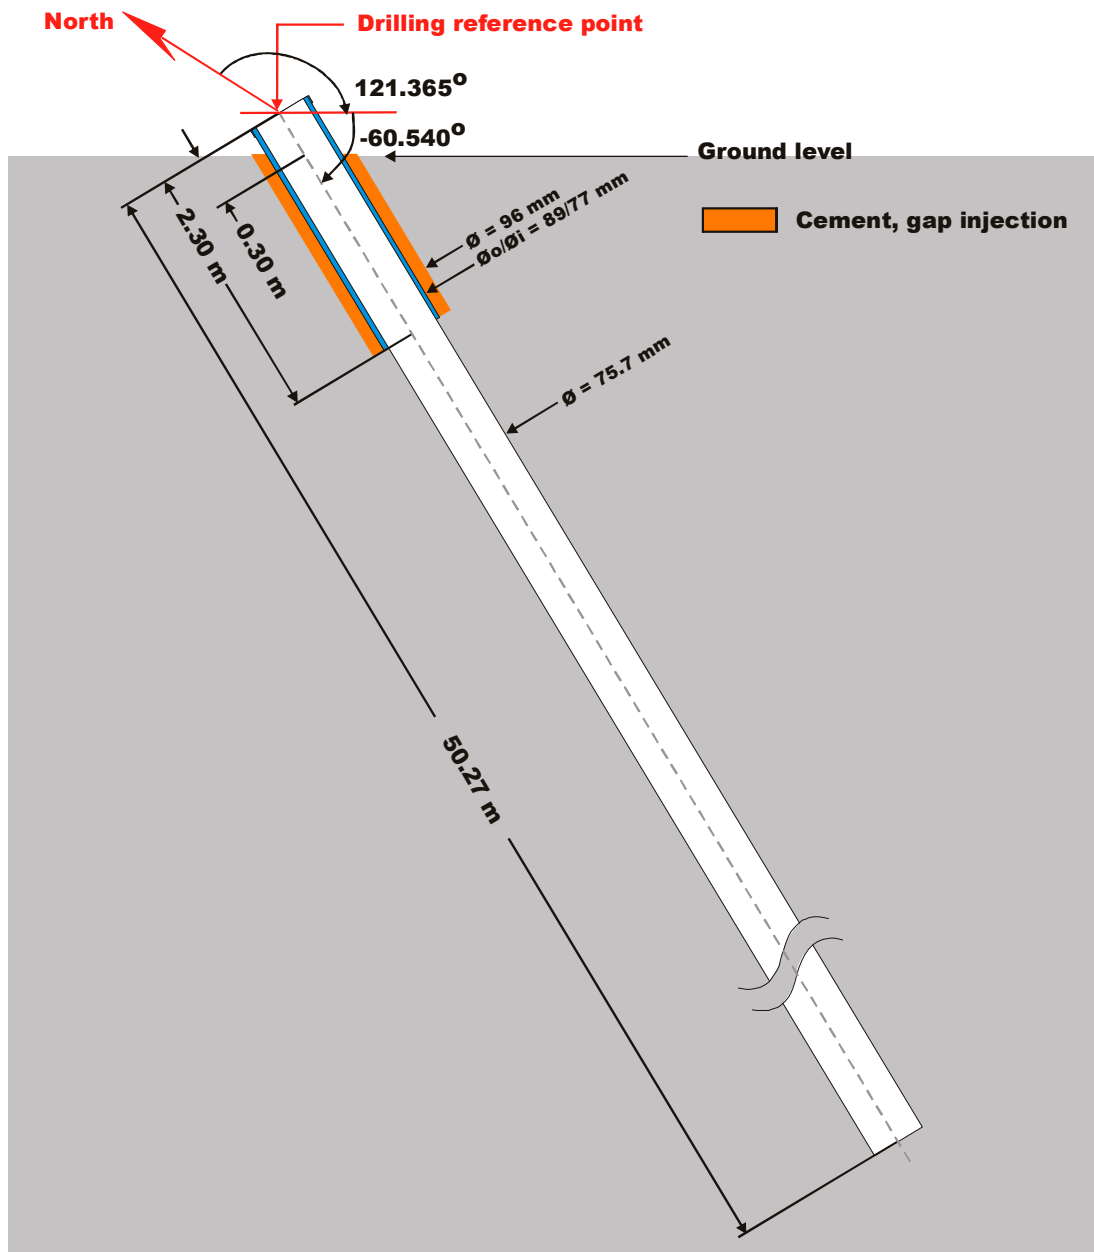 North
Drilling reference point
121.365°
-60.540°
Ground level
Ø = 96 mm
Øo/Øi = 89/77 mm
Cement, gap injection
2.30 m
0.30 m
Ø = 75.7 mm
50.27 m